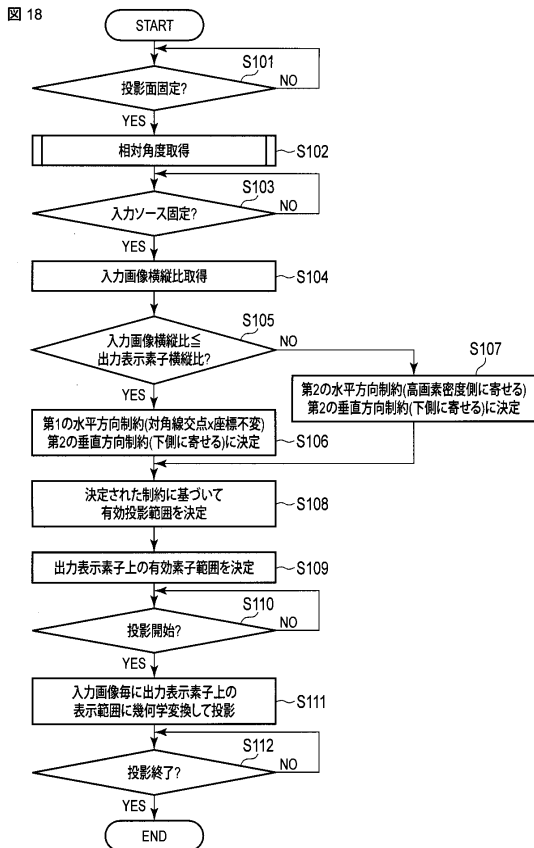 図 18
START
S101
投影面固定?
NO
YES
相対角度取得
S102
S103
入力ソース固定?
NO
YES
入力画像横縦比取得
S104
S105
入力画像横縦比≦
出力表示素子横縦比?
NO
S107
YES
第2の水平方向制約(高画素密度側に寄せる)
第2の垂直方向制約(下側に寄せる)に決定
第1の水平方向制約(対角線交点x座標不変)
第2の垂直方向制約(下側に寄せる)に決定
S106
決定された制約に基づいて
有効投影範囲を決定
S108
出力表示素子上の有効素子範囲を決定
S109
S110
投影開始?
NO
YES
入力画像毎に出力表示素子上の
表示範囲に幾何学変換して投影
S111
S112
投影終了?
NO
YES
END